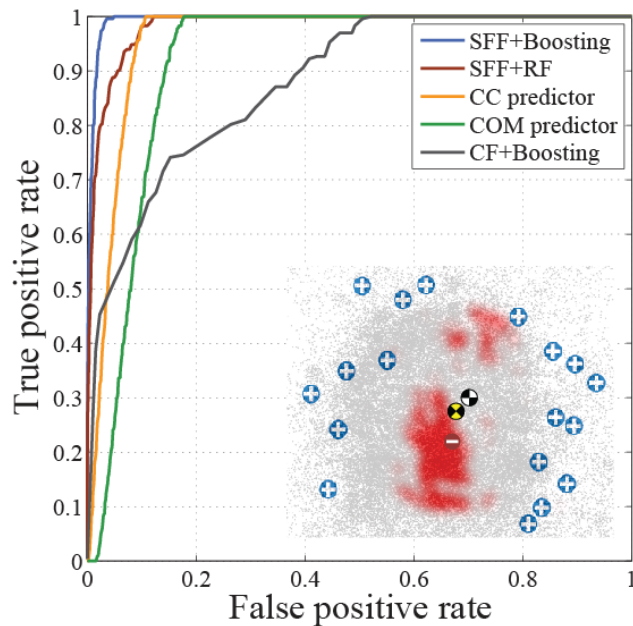 1
0.9
0.8
0.7
0.6
0.5
0.4
0.3
0.2
0.1
0
0
0.2
0.4
0.6
0.8
1
True positive rate
False positive rate
SFF+Boosting
SFF+RF
CC predictor
COM predictor
CF+Boosting